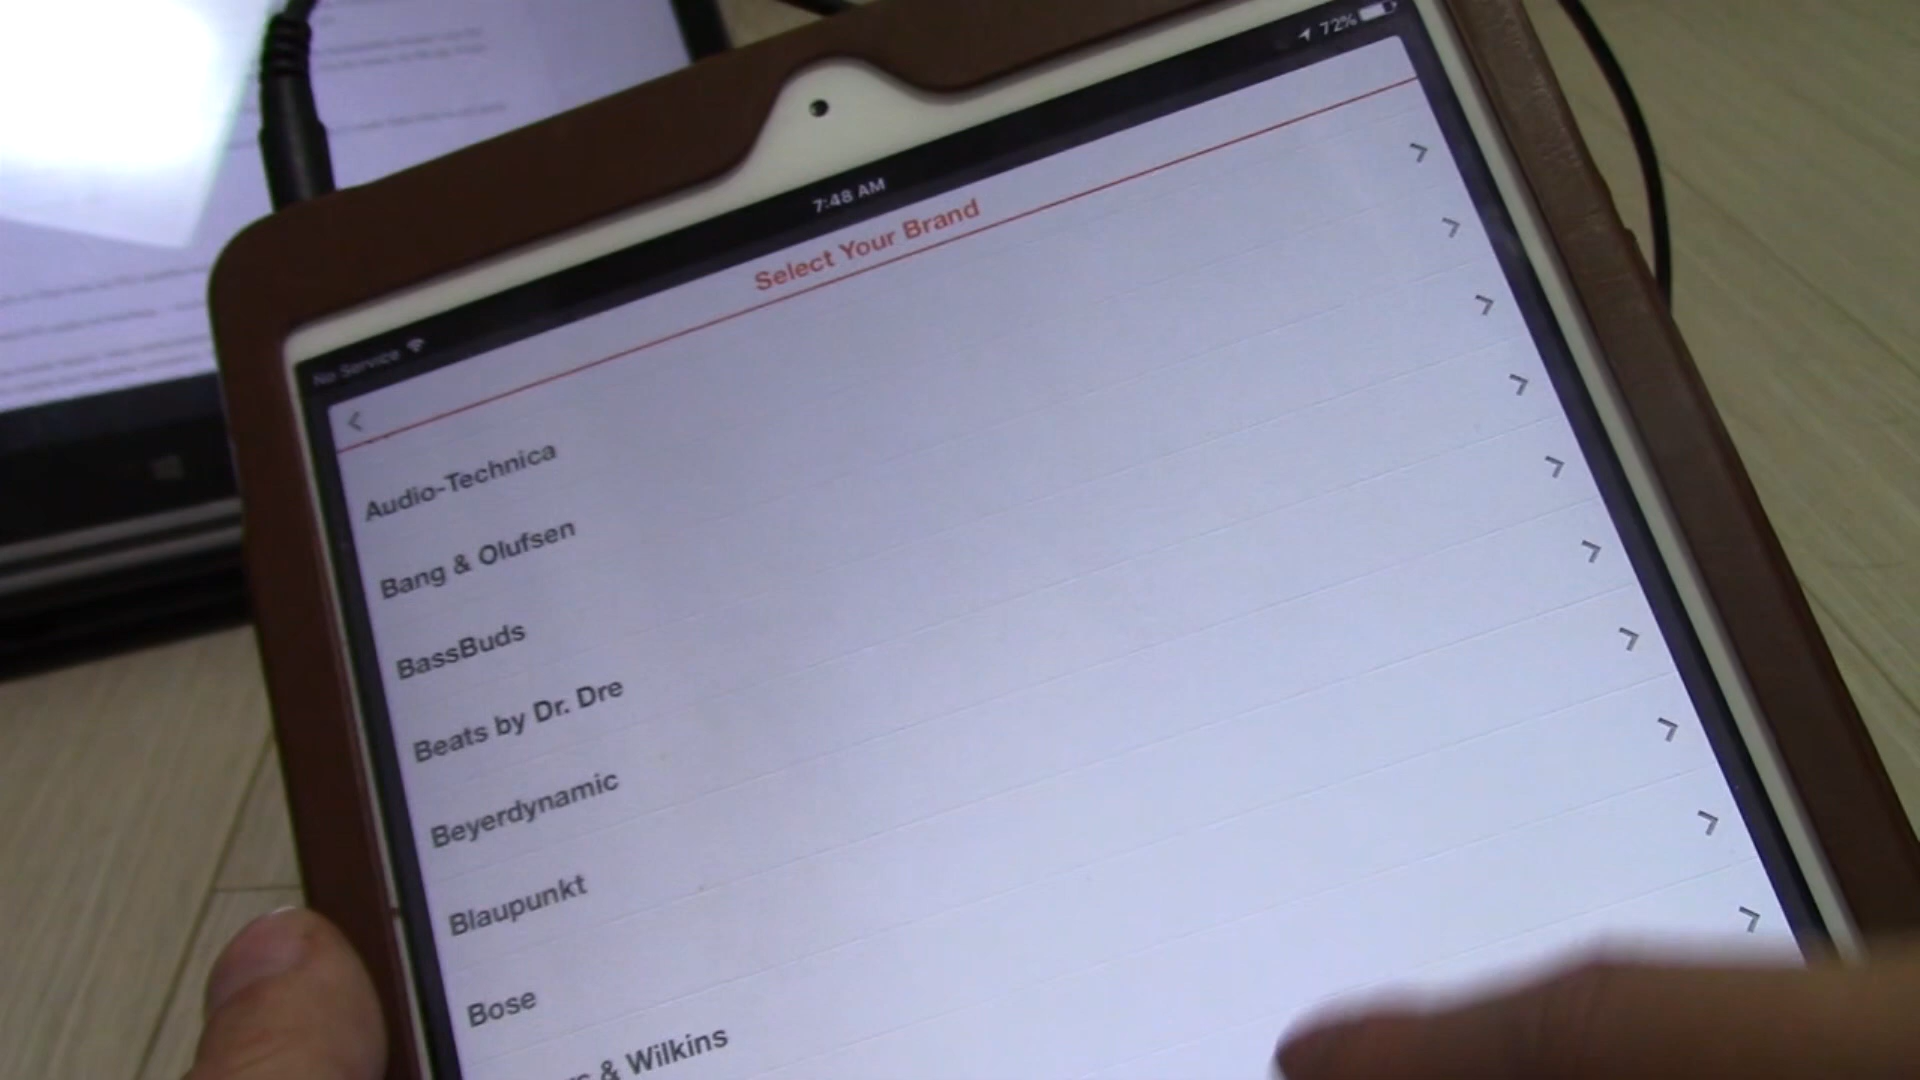 72%
7:48 AM
No Service
Select Your Brand
Audio-Technica
Bang & Olufsen
BassBuds
Beats by Dr. Dre
Beyerdynamic
Blaupunkt
Bose
& Wilkins